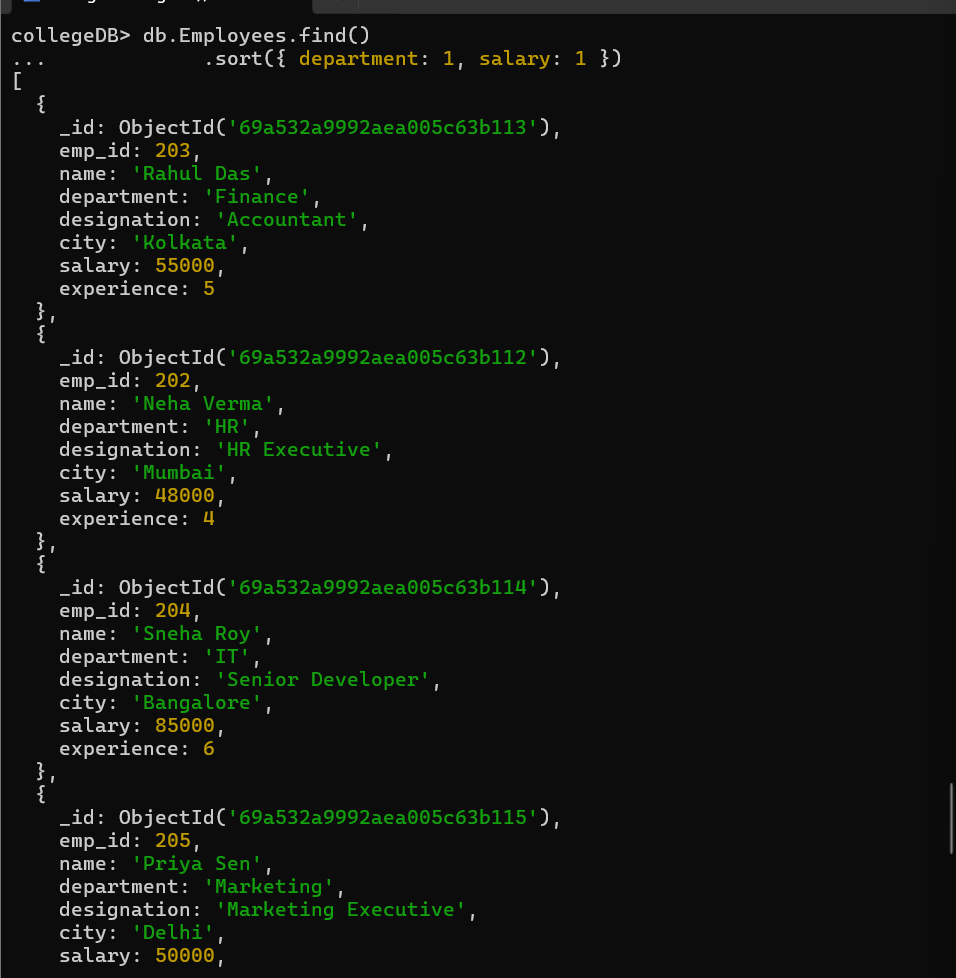 collegeDB> db.Employees.find()
...             .sort({ department: 1, salary: 1 })
[
  {
    _id: ObjectId('69a532a9992aea005c63b113'),
    emp_id: 203,
    name: 'Rahul Das',
    department: 'Finance',
    designation: 'Accountant',
    city: 'Kolkata',
    salary: 55000,
    experience: 5
  },
  {
    _id: ObjectId('69a532a9992aea005c63b112'),
    emp_id: 202,
    name: 'Neha Verma',
    department: 'HR',
    designation: 'HR Executive',
    city: 'Mumbai',
    salary: 48000,
    experience: 4
  },
  {
    _id: ObjectId('69a532a9992aea005c63b114'),
    emp_id: 204,
    name: 'Sneha Roy',
    department: 'IT',
    designation: 'Senior Developer',
    city: 'Bangalore',
    salary: 85000,
    experience: 6
  },
  {
    _id: ObjectId('69a532a9992aea005c63b115'),
    emp_id: 205,
    name: 'Priya Sen',
    department: 'Marketing',
    designation: 'Marketing Executive',
    city: 'Delhi',
    salary: 50000,